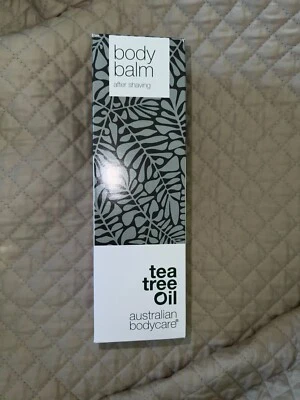 body
balm
after shaving
tea
tree
oil
australian
bodycare®